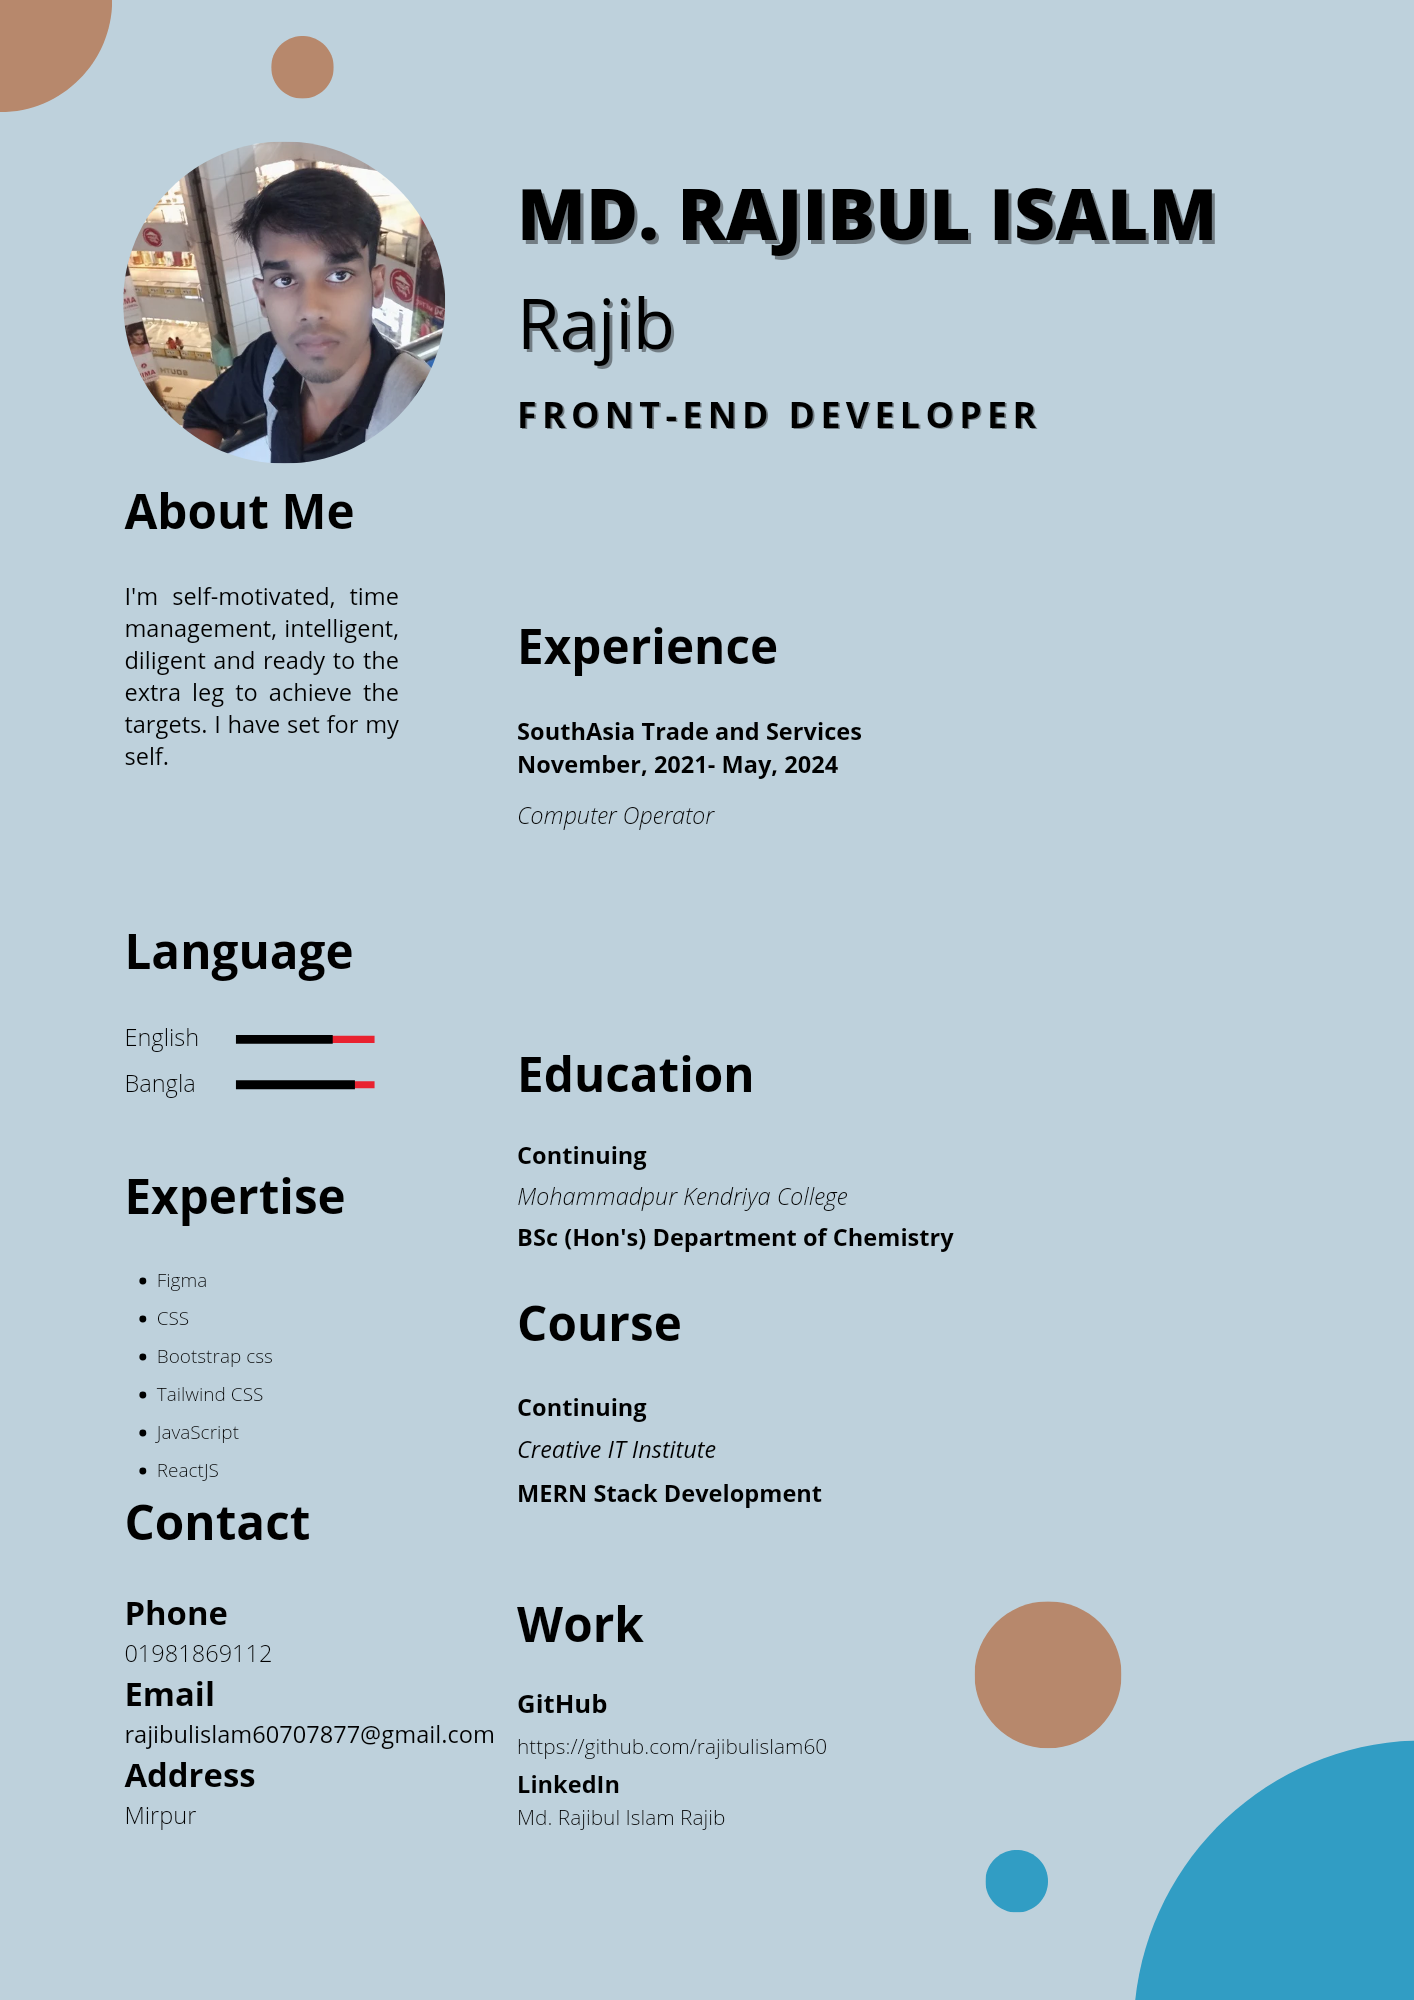 MD. RAJIBUL ISALM
Rajib
FRONT-END DEVELOPER
About Me
I'm self-motivated, time
management, intelligent,
diligent and ready to the
extra leg to achieve the
targets. I have set for my
self.
Language
English
Bangla
Expertise
Figma
CSS
Bootstrap css
Tailwind CSS
JavaScript
ReactJS
Contact
Phone
01981869112
Email
rajibulislam60707877@gmail.com
Address
Mirpur
Experience
SouthAsia Trade and Services
November, 2021- May, 2024
Computer Operator
Education
Continuing
Mohammadpur Kendriya College
BSc (Hon's) Department of Chemistry
Course
Continuing
Creative IT Institute
MERN Stack Development
Work
GitHub
https://github.com/rajibulislam60
LinkedIn
Md. Rajibul Islam Rajib